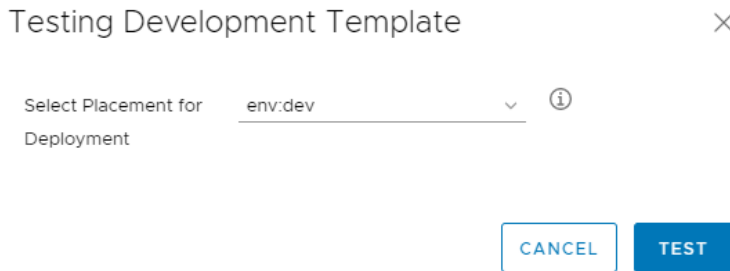 Testing Development Template
Select Placement for
Deployment
env:dev
CANCEL
TEST